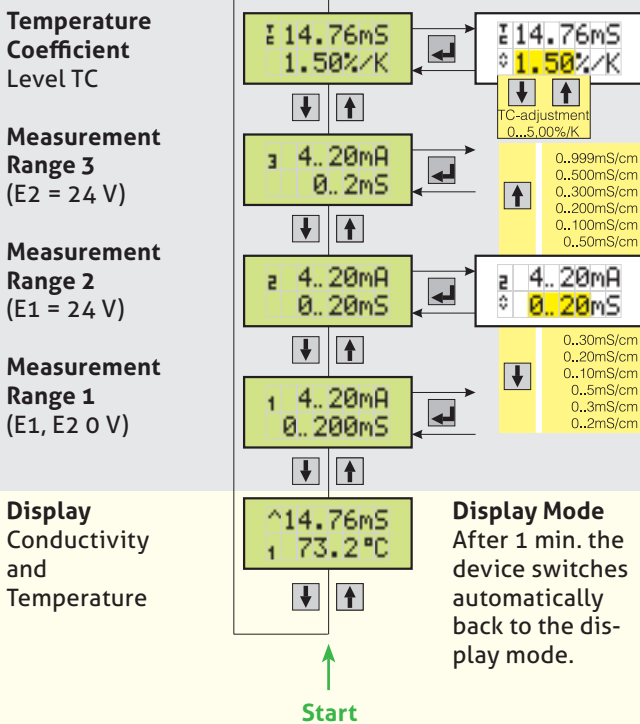 Temperature
Coefficient
Level TC
TC 14.76mS
1.50%/K
TC 14.76mS
1.50%/K
TC-adjustment
0...5,00%/K
Measurement
Range 3
(E2 = 24 V)
3 4..20mA
0..2mS
0..999mS/cm
0..500mS/cm
0..300mS/cm
0..200mS/cm
0..100mS/cm
0..50mS/cm
Measurement
Range 2
(E1 = 24 V)
2 4..20mA
0..20mS
2 4..20mA
0..20mS
0..30mS/cm
0..20mS/cm
0..10mS/cm
0..5mS/cm
0..3mS/cm
0..2mS/cm
Measurement
Range 1
(E1, E2 0 V)
1 4..20mA
0..200mS
Display
Conductivity
and
Temperature
^14.76mS
1 73.2°C
Display Mode
After 1 min. the
device switches
automatically
back to the dis-
play mode.
Start